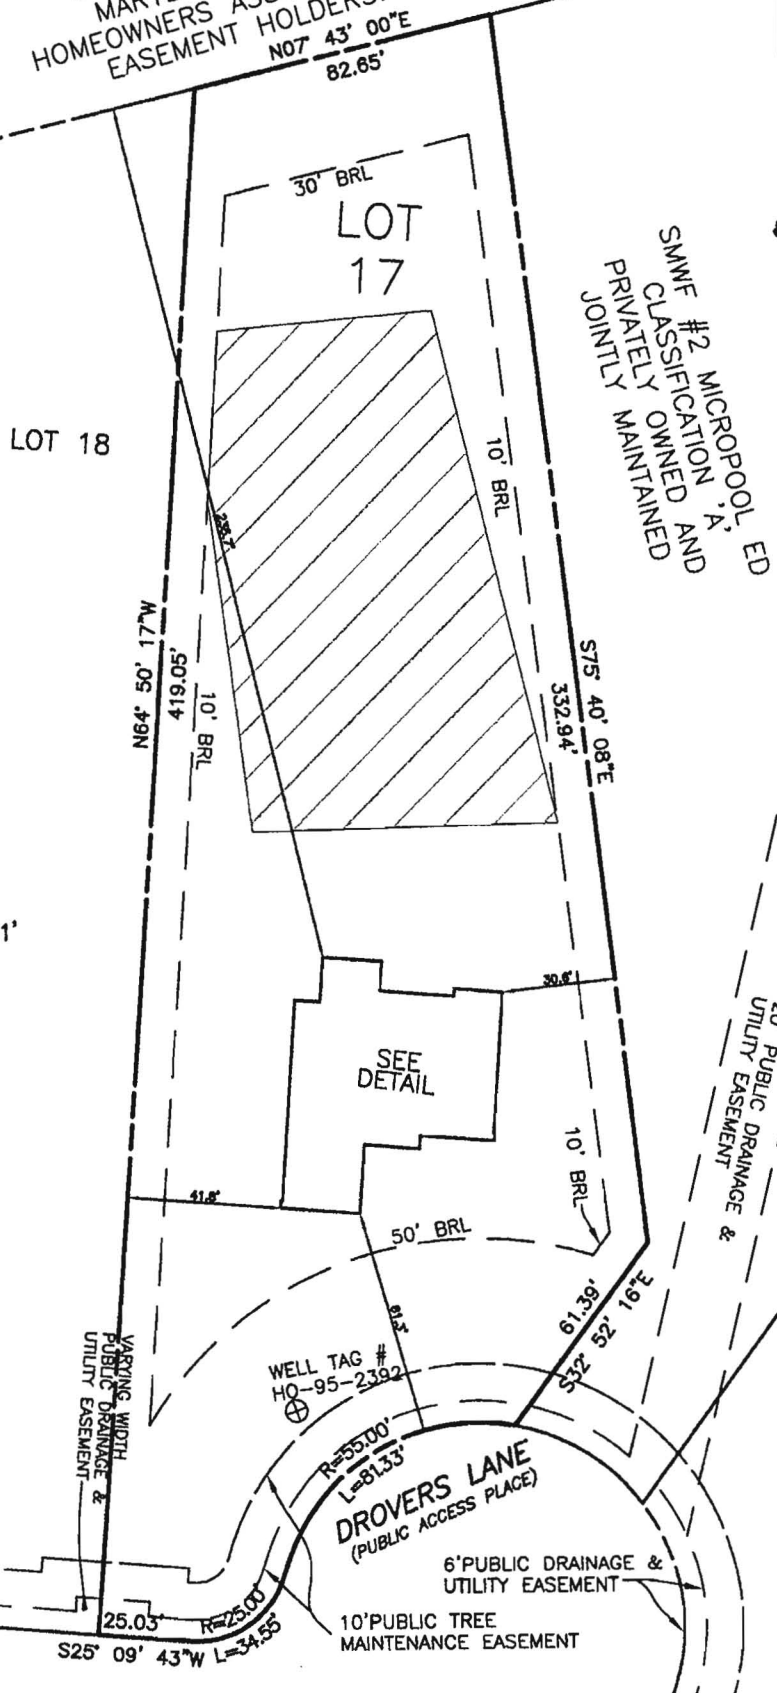 HOMEOWNERS
EASEMENT HOLDERS
N07° 43' 00"E
82.65'
30' BRL
LOT
17
SMWF #2 MICROPOOL ED
CLASSIFICATION 'A'
PRIVATELY OWNED AND
JOINTLY MAINTAINED
LOT 18
10' BRL
N64° 50' 17"W
419.05'
10' BRL
S75° 40' 08"E
332.94'
1'
30.6'
SEE
DETAIL
PUBLIC DRAINAGE &
UTILITY EASEMENT
10' BRL
50' BRL
61.39'
S32° 52' 16"E
VARYING WIDTH
PUBLIC DRAINAGE &
UTILITY EASEMENT
WELL TAG #
HO-95-2392
R=55.00'
L=81.33'
DROVERS LANE
(PUBLIC ACCESS PLACE)
6'PUBLIC DRAINAGE &
UTILITY EASEMENT
25.03'
R=25.00'
S25° 09' 43"W L=34.55'
10'PUBLIC TREE
MAINTENANCE EASEMENT